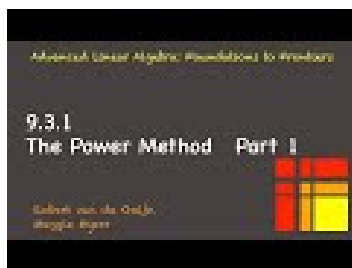 Advanced Linear Algebra: Foundations to Frontiers
9.3.1
The Power Method Part 1
Robert van de Geijn
Maggie Myers